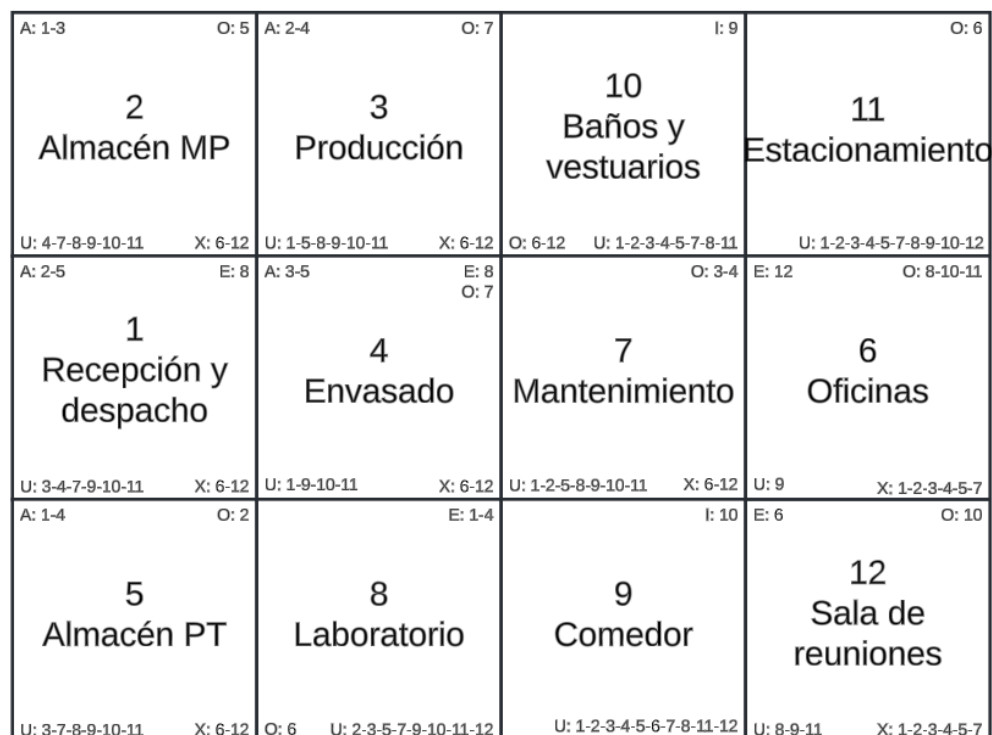 A: 1-3 O: 5
2
Almacén MP
U: 4-7-8-9-10-11 X: 6-12
A: 2-4 O: 7
3
Producción
U: 1-5-8-9-10-11 X: 6-12
I: 9
10
Baños y
vestuarios
O: 6-12 U: 1-2-3-4-5-7-8-11
O: 6
11
Estacionamiento
U: 1-2-3-4-5-7-8-9-10-12
A: 2-5 E: 8
1
Recepción y
despacho
U: 3-4-7-9-10-11 X: 6-12
A: 3-5 E: 8
O: 7
4
Envasado
U: 1-9-10-11 X: 6-12
O: 3-4
7
Mantenimiento
U: 1-2-5-8-9-10-11 X: 6-12
E: 12 O: 8-10-11
6
Oficinas
U: 9 X: 1-2-3-4-5-7
A: 1-4 O: 2
5
Almacén PT
U: 3-7-8-9-10-11 X: 6-12
E: 1-4
8
Laboratorio
O: 6 U: 2-3-5-7-9-10-11-12
I: 10
9
Comedor
U: 1-2-3-4-5-6-7-8-11-12
E: 6 O: 10
12
Sala de
reuniones
U: 8-9-11 X: 1-2-3-4-5-7